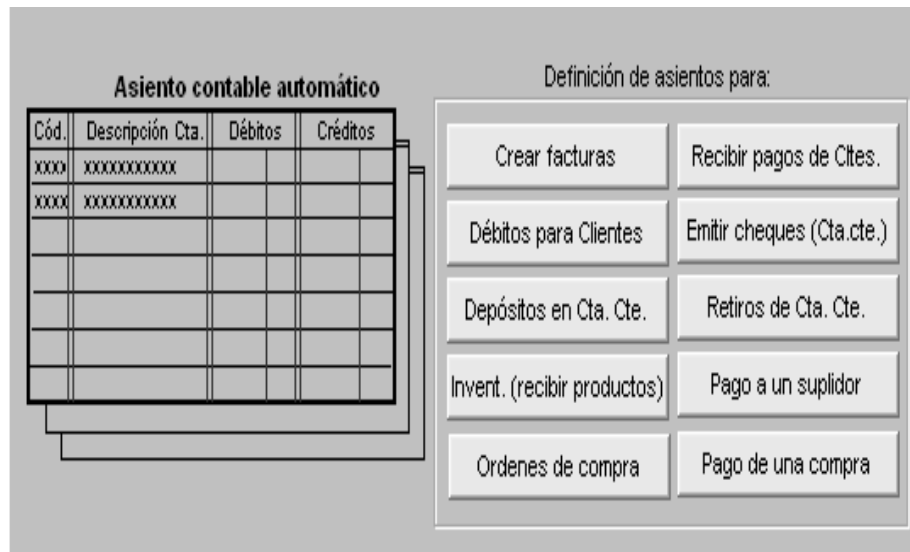 Asiento contable automático
Cód. Descripción Cta. Débitos Créditos
xxxx xxxxxxxxxxx
xxxx xxxxxxxxxxx
Definición de asientos para:
Crear facturas Recibir pagos de Cltes.
Débitos para Clientes Emitir cheques (Cta.cte.)
Depósitos en Cta. Cte. Retiros de Cta. Cte.
Invent. (recibir productos) Pago a un suplidor
Ordenes de compra Pago de una compra